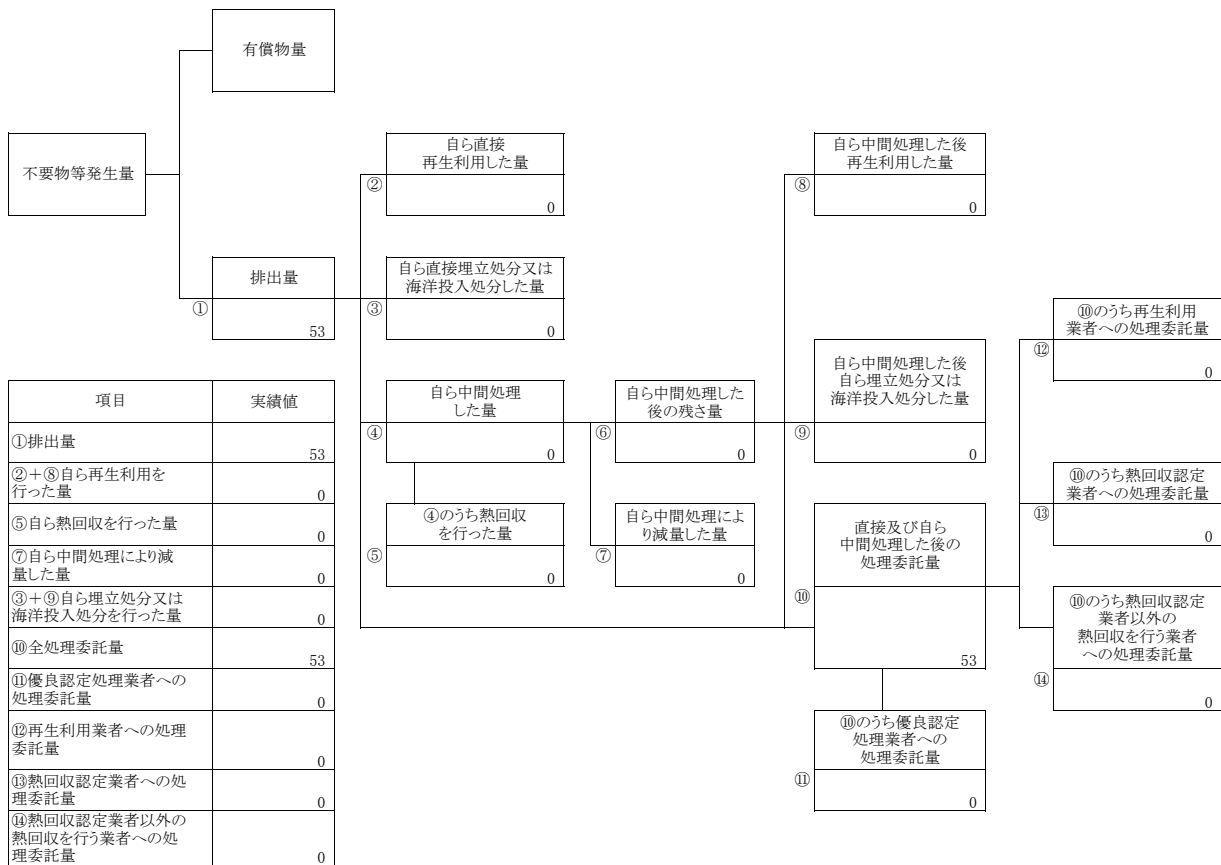 有償物量
不要物等発生量
自ら直接
再生利用した量
②
0
自ら中間処理した後
再生利用した量
⑧
0
排出量
①
53
自ら直接埋立処分又は
海洋投入処分した量
③
0
⑩のうち再生利用
業者への処理委託量
⑫
0
自ら中間処理
した量
④
0
自ら中間処理した
後の残さ量
⑥
0
自ら中間処理した後
自ら埋立処分又は
海洋投入処分した量
⑨
0
⑩のうち熱回収認定
業者への処理委託量
⑬
0
④のうち熱回収
を行った量
⑤
0
自ら中間処理によ
り減量した量
⑦
0
直接及び自ら
中間処理した後の
処理委託量
⑩
53
⑩のうち熱回収認定
業者以外の
熱回収を行う業者
への処理委託量
⑭
0
⑩のうち優良認定
処理業者への
処理委託量
⑪
0
項目 実績値
①排出量 53
②+⑧自ら再生利用を
行った量 0
⑤自ら熱回収を行った量 0
⑦自ら中間処理により減
量した量 0
③+⑨自ら埋立処分又は
海洋投入処分を行った量 0
⑩全処理委託量 53
⑪優良認定処理業者への
処理委託量 0
⑫再生利用業者への処理
委託量 0
⑬熱回収認定業者への処
理委託量 0
⑭熱回収認定業者以外の
熱回収を行う業者への処
理委託量 0